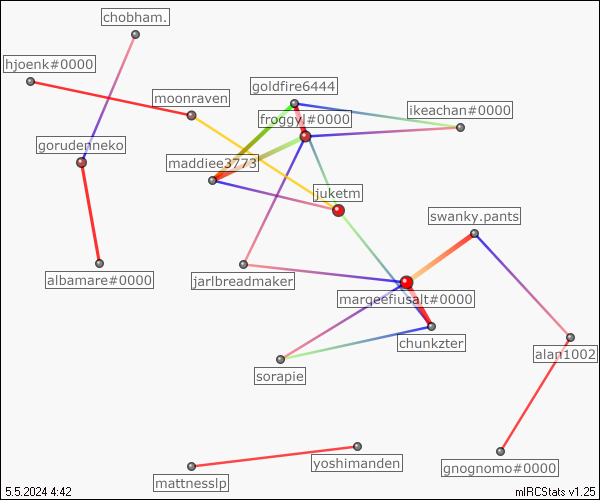 chobham.
hjoenk#0000
goldfire6444
moonraven
ikeachan#0000
froggyl#0000
gorudenneko
maddiee3773
juketm
swanky.pants
albamare#0000
jarlbreadmaker
margeefiusalt#0000
chunkzter
alan1002
sorapie
yoshimanden
gnognomo#0000
mattnesslp
5.5.2024 4:42
mIRCStats v1.25